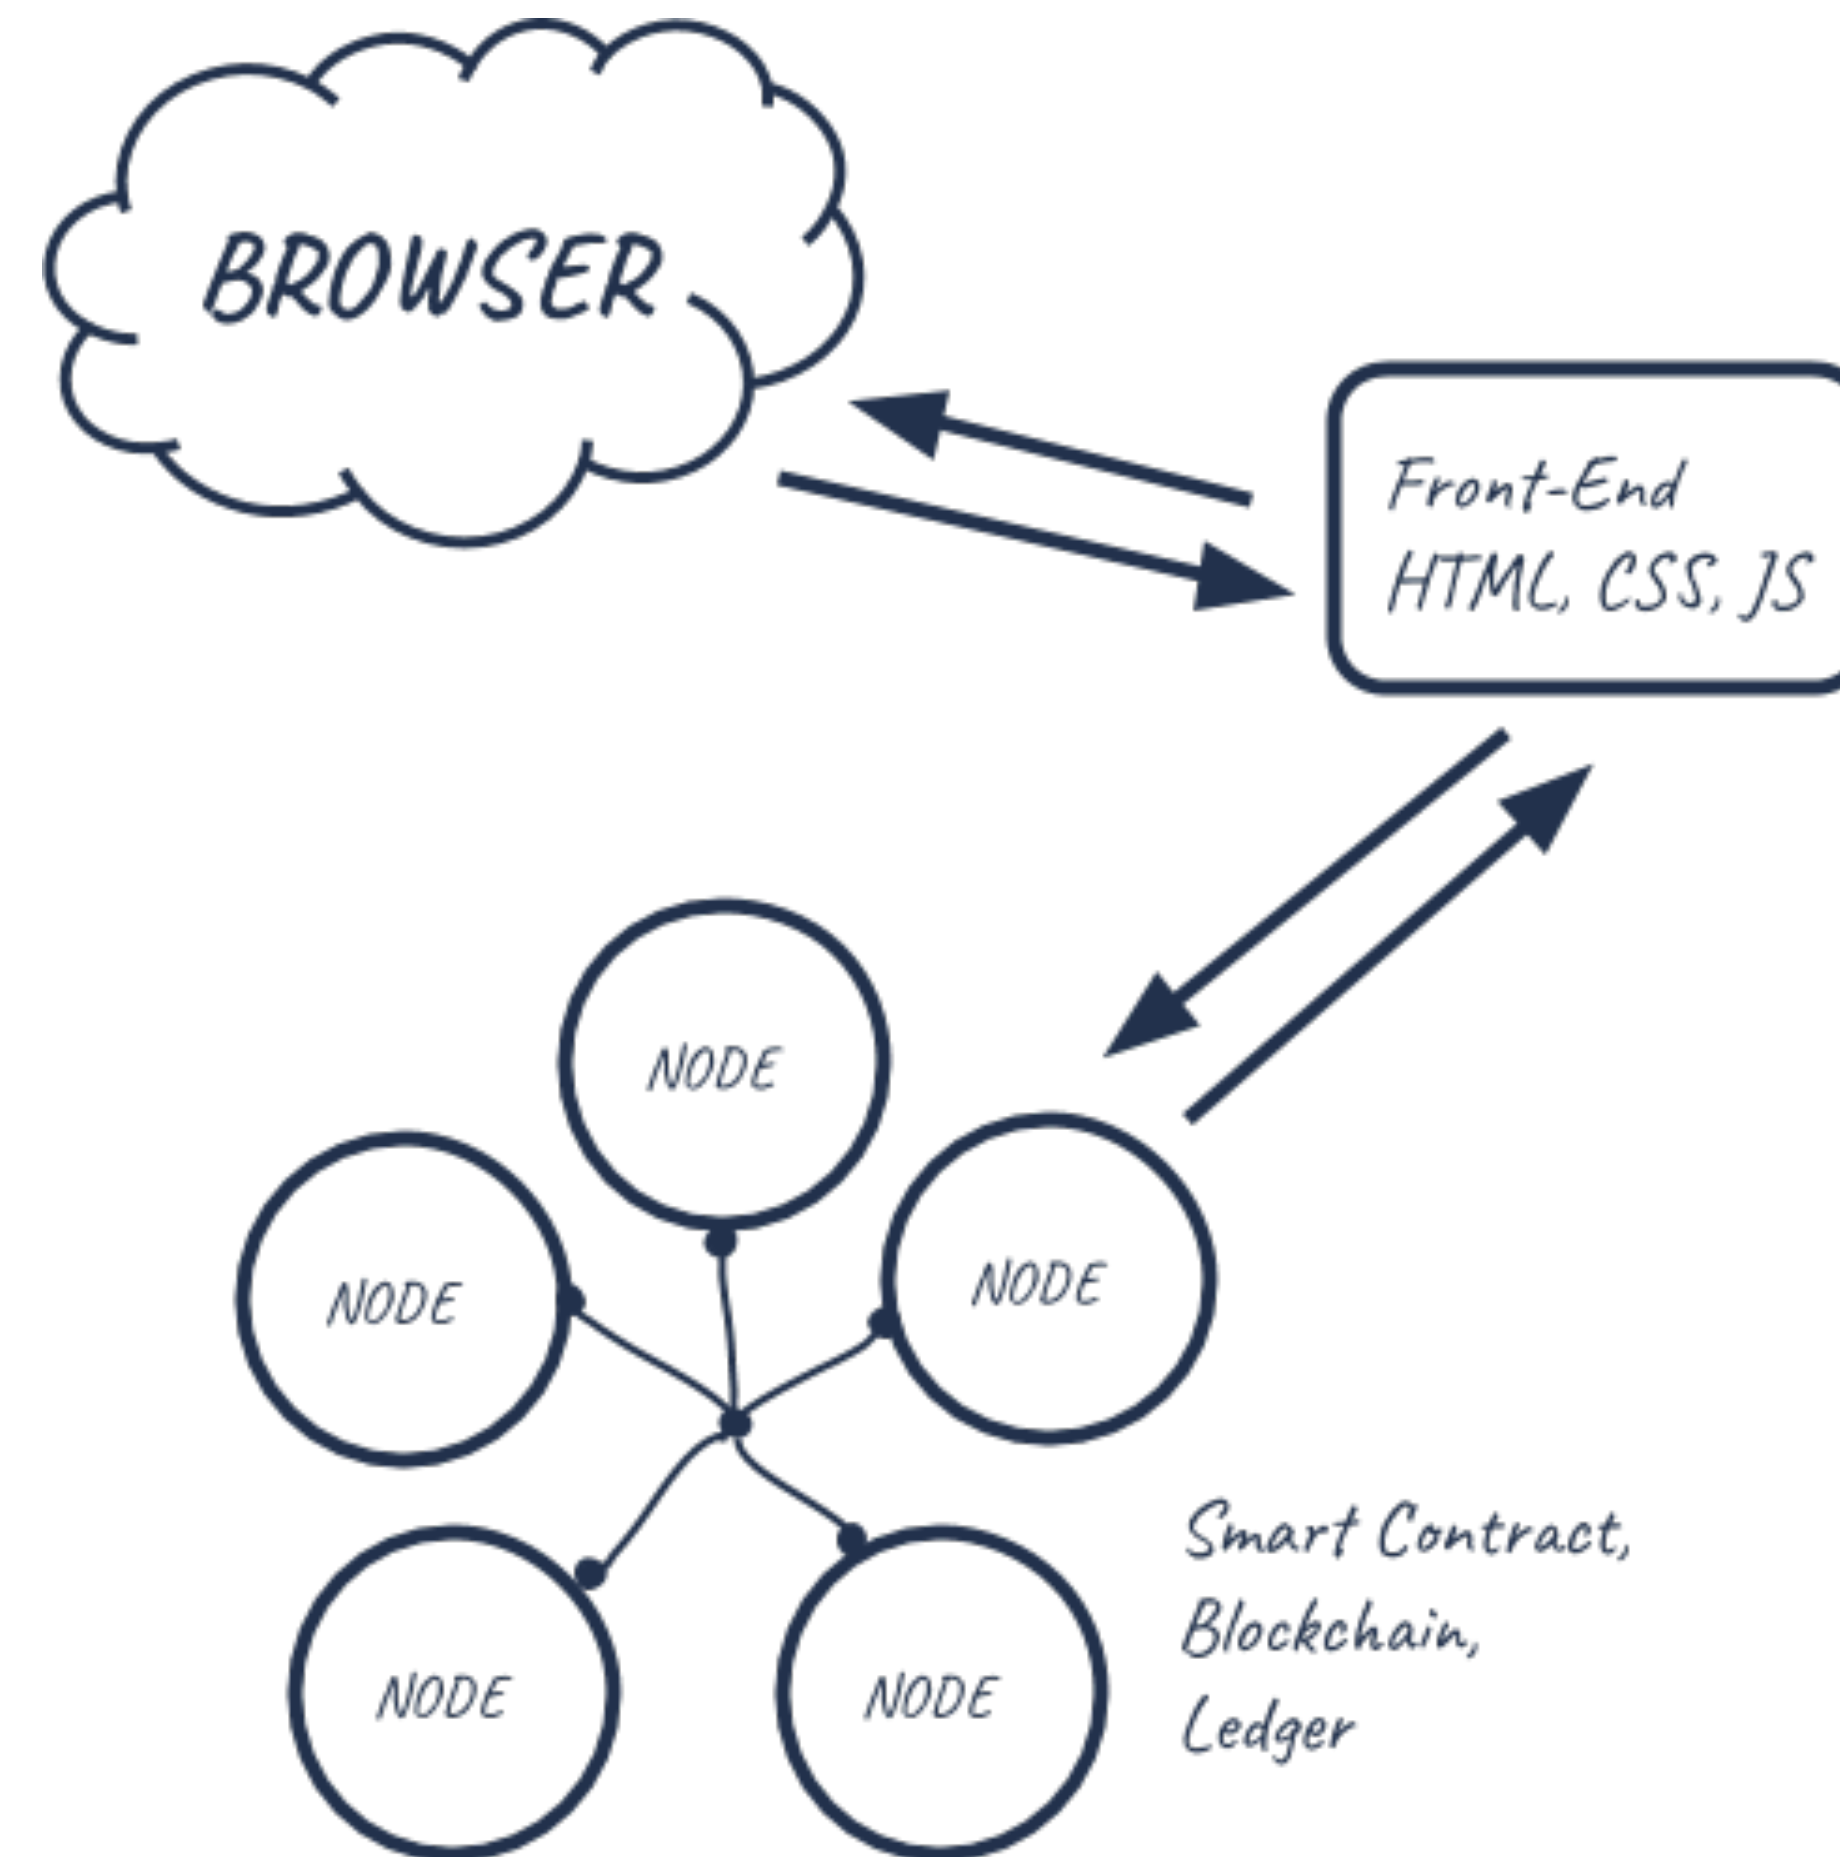 BROWSER
Front-End
HTML, CSS, JS
NODE
NODE
NODE
NODE
NODE
Smart Contract,
Blockchain,
Ledger